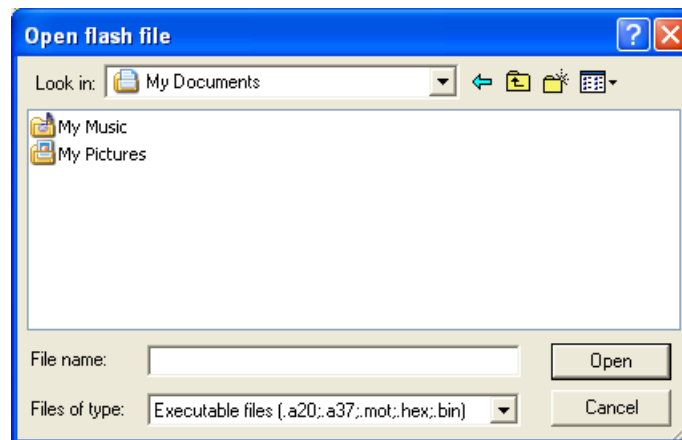 Open flash file
Look in: My Documents
My Music
My Pictures
File name: Open
Files of type: Executable files (.a20;.a37;.mot;.hex;.bin) Cancel